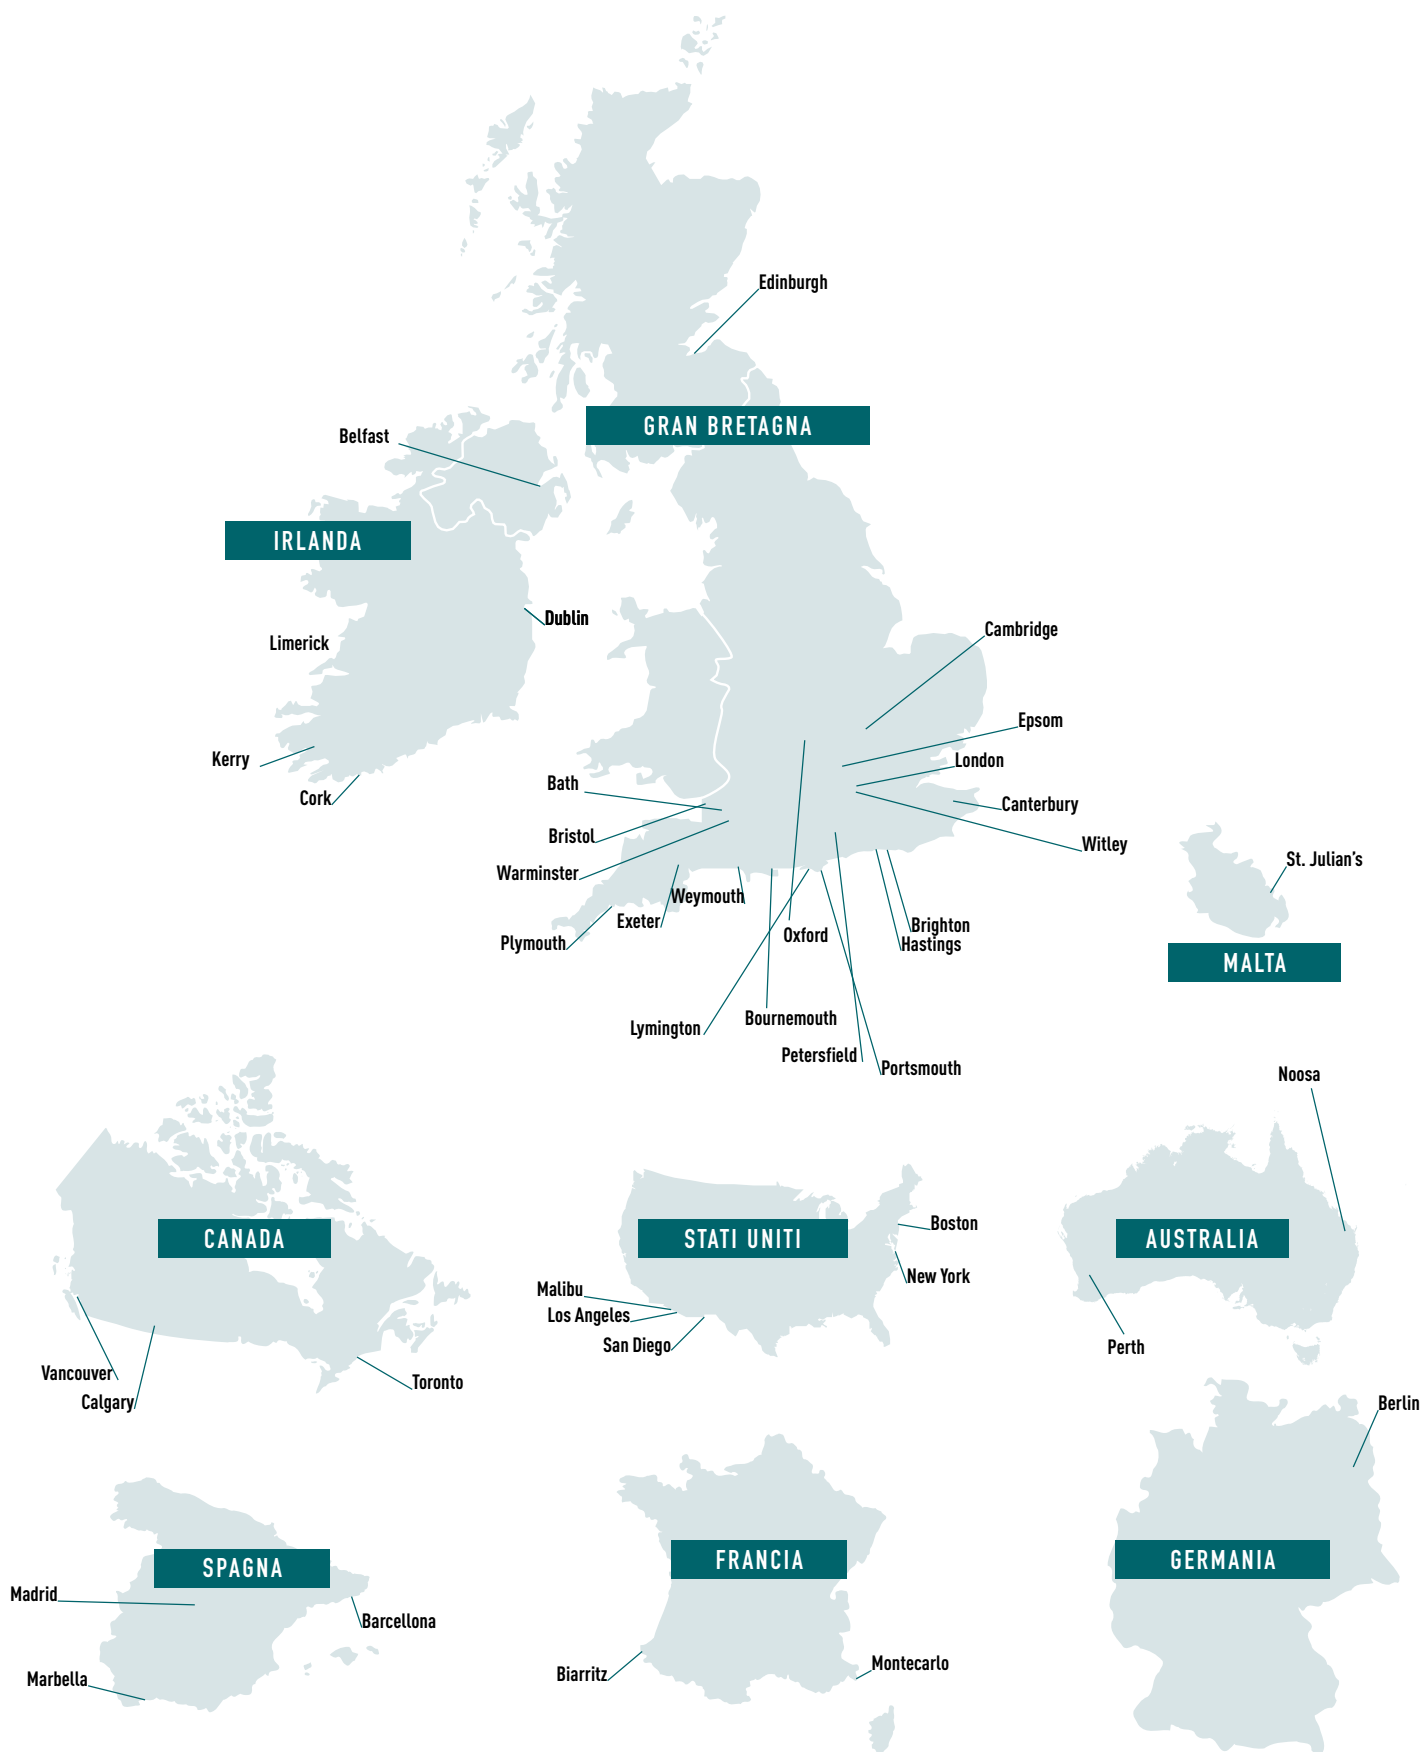 Edinburgh
GRAN BRETAGNA
Belfast
IRLANDA
Dublin
Limerick
Cambridge
Epsom
Kerry
London
Bath
Cork
Canterbury
Bristol
Witley
Warminster
St. Julian's
Weymouth
Exeter
Brighton
Plymouth
Oxford
Hastings
MALTA
Bournemouth
Lymington
Petersfield
Portsmouth
Noosa
CANADA
STATI UNITI
Boston
AUSTRALIA
New York
Malibu
Los Angeles
San Diego
Perth
Vancouver
Toronto
Calgary
Berlin
FRANCIA
GERMANIA
SPAGNA
Madrid
Barcellona
Montecarlo
Biarritz
Marbella